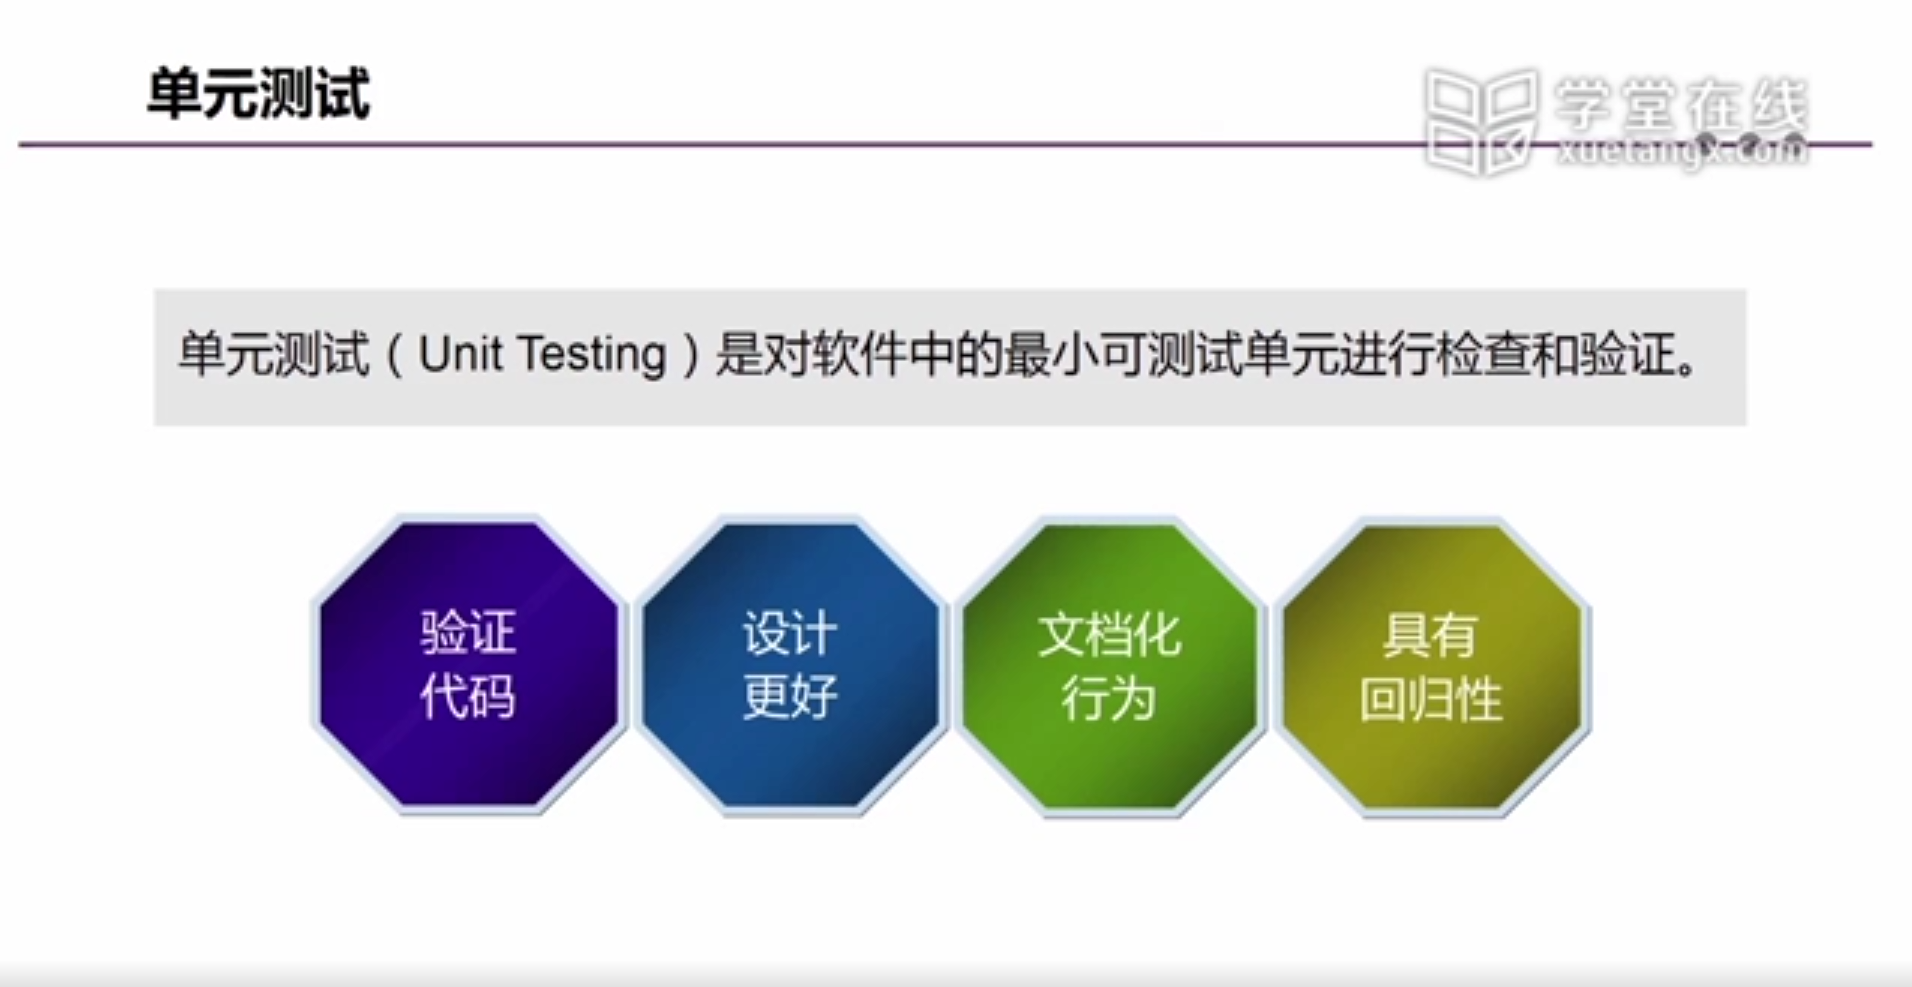 单元测试
学堂在线
xuetangx.com
单元测试（Unit Testing）是对软件中的最小可测试单元进行检查和验证。
验证
代码
设计
更好
文档化
行为
具有
回归性